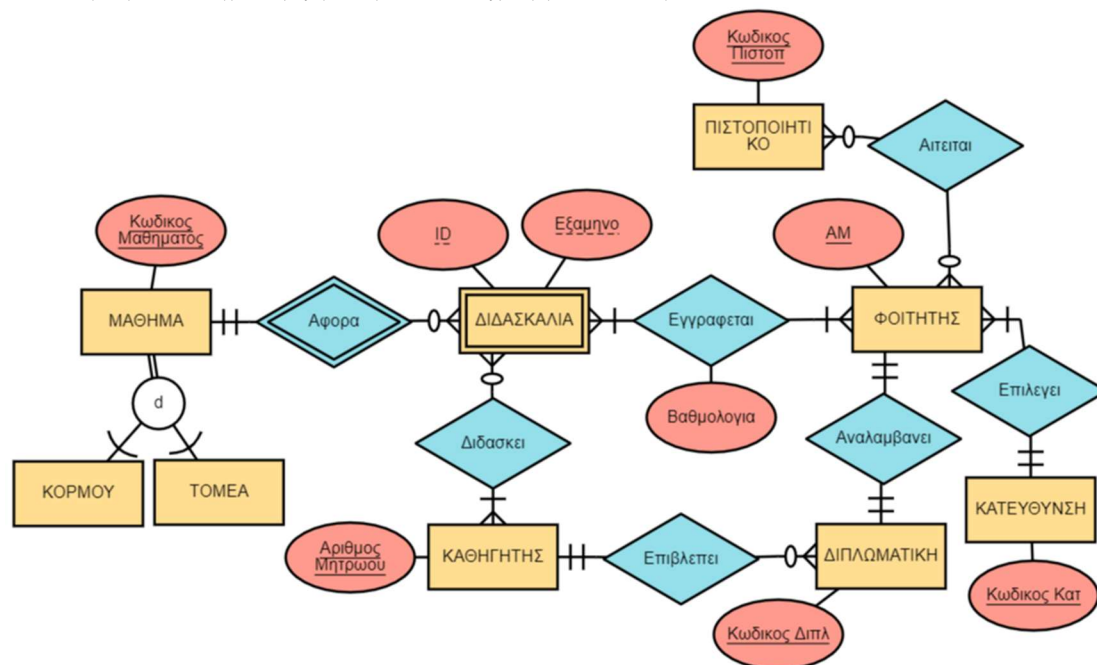 Κωδικος
Πιστοπ
ΠΙΣΤΟΠΟΙΗΤΙ
ΚΟ
Αιτειται
Κωδικος
Μαθηματος
ID
Εξαμηνο
ΑΜ
ΜΑΘΗΜΑ
Αφορα
ΔΙΔΑΣΚΑΛΙΑ
Εγγραφεται
ΦΟΙΤΗΤΗΣ
d
Βαθμολογια
Επιλεγει
Διδασκει
Αναλαμβανει
ΚΟΡΜΟΥ
ΤΟΜΕΑ
ΚΑΤΕΥΘΥΝΣΗ
Αριθμος
Μητρωου
ΚΑΘΗΓΗΤΗΣ
Επιβλεπει
ΔΙΠΛΩΜΑΤΙΚΗ
Κωδικος Κατ
Κωδικος Διπλ